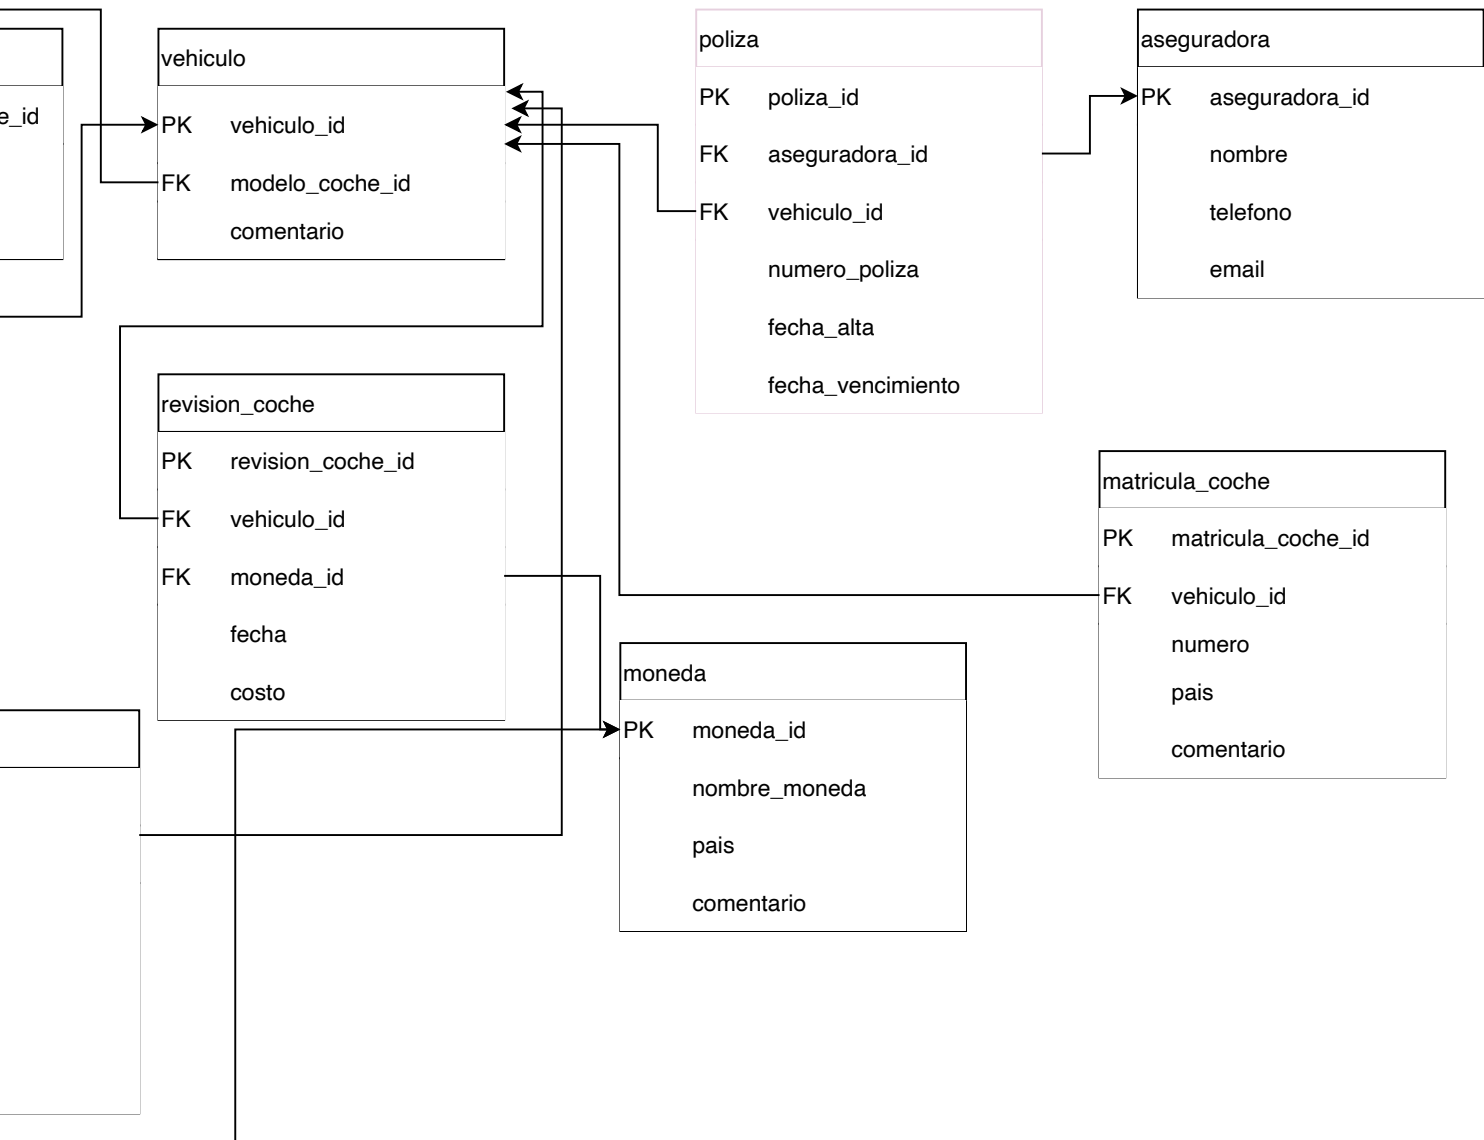 e_id
vehiculo
PK vehiculo_id
FK modelo_coche_id
comentario
poliza
PK poliza_id
FK aseguradora_id
FK vehiculo_id
numero_poliza
fecha_alta
fecha_vencimiento
aseguradora
PK aseguradora_id
nombre
telefono
email
revision_coche
PK revision_coche_id
FK vehiculo_id
FK moneda_id
fecha
costo
matricula_coche
PK matricula_coche_id
FK vehiculo_id
numero
pais
comentario
moneda
PK moneda_id
nombre_moneda
pais
comentario